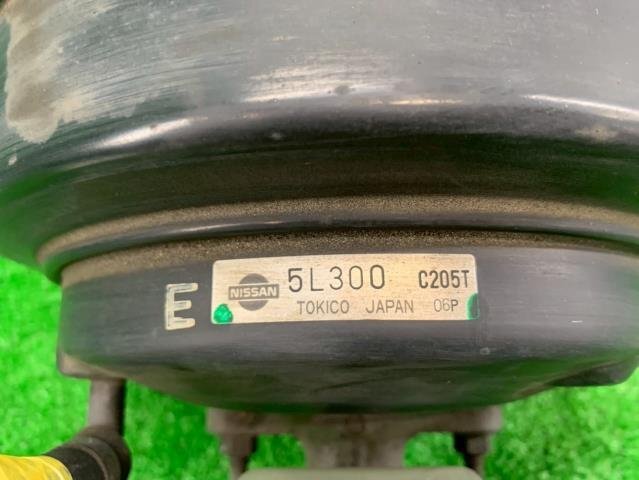 E NISSAN 5L300 C205T
TOKICO JAPAN 06P